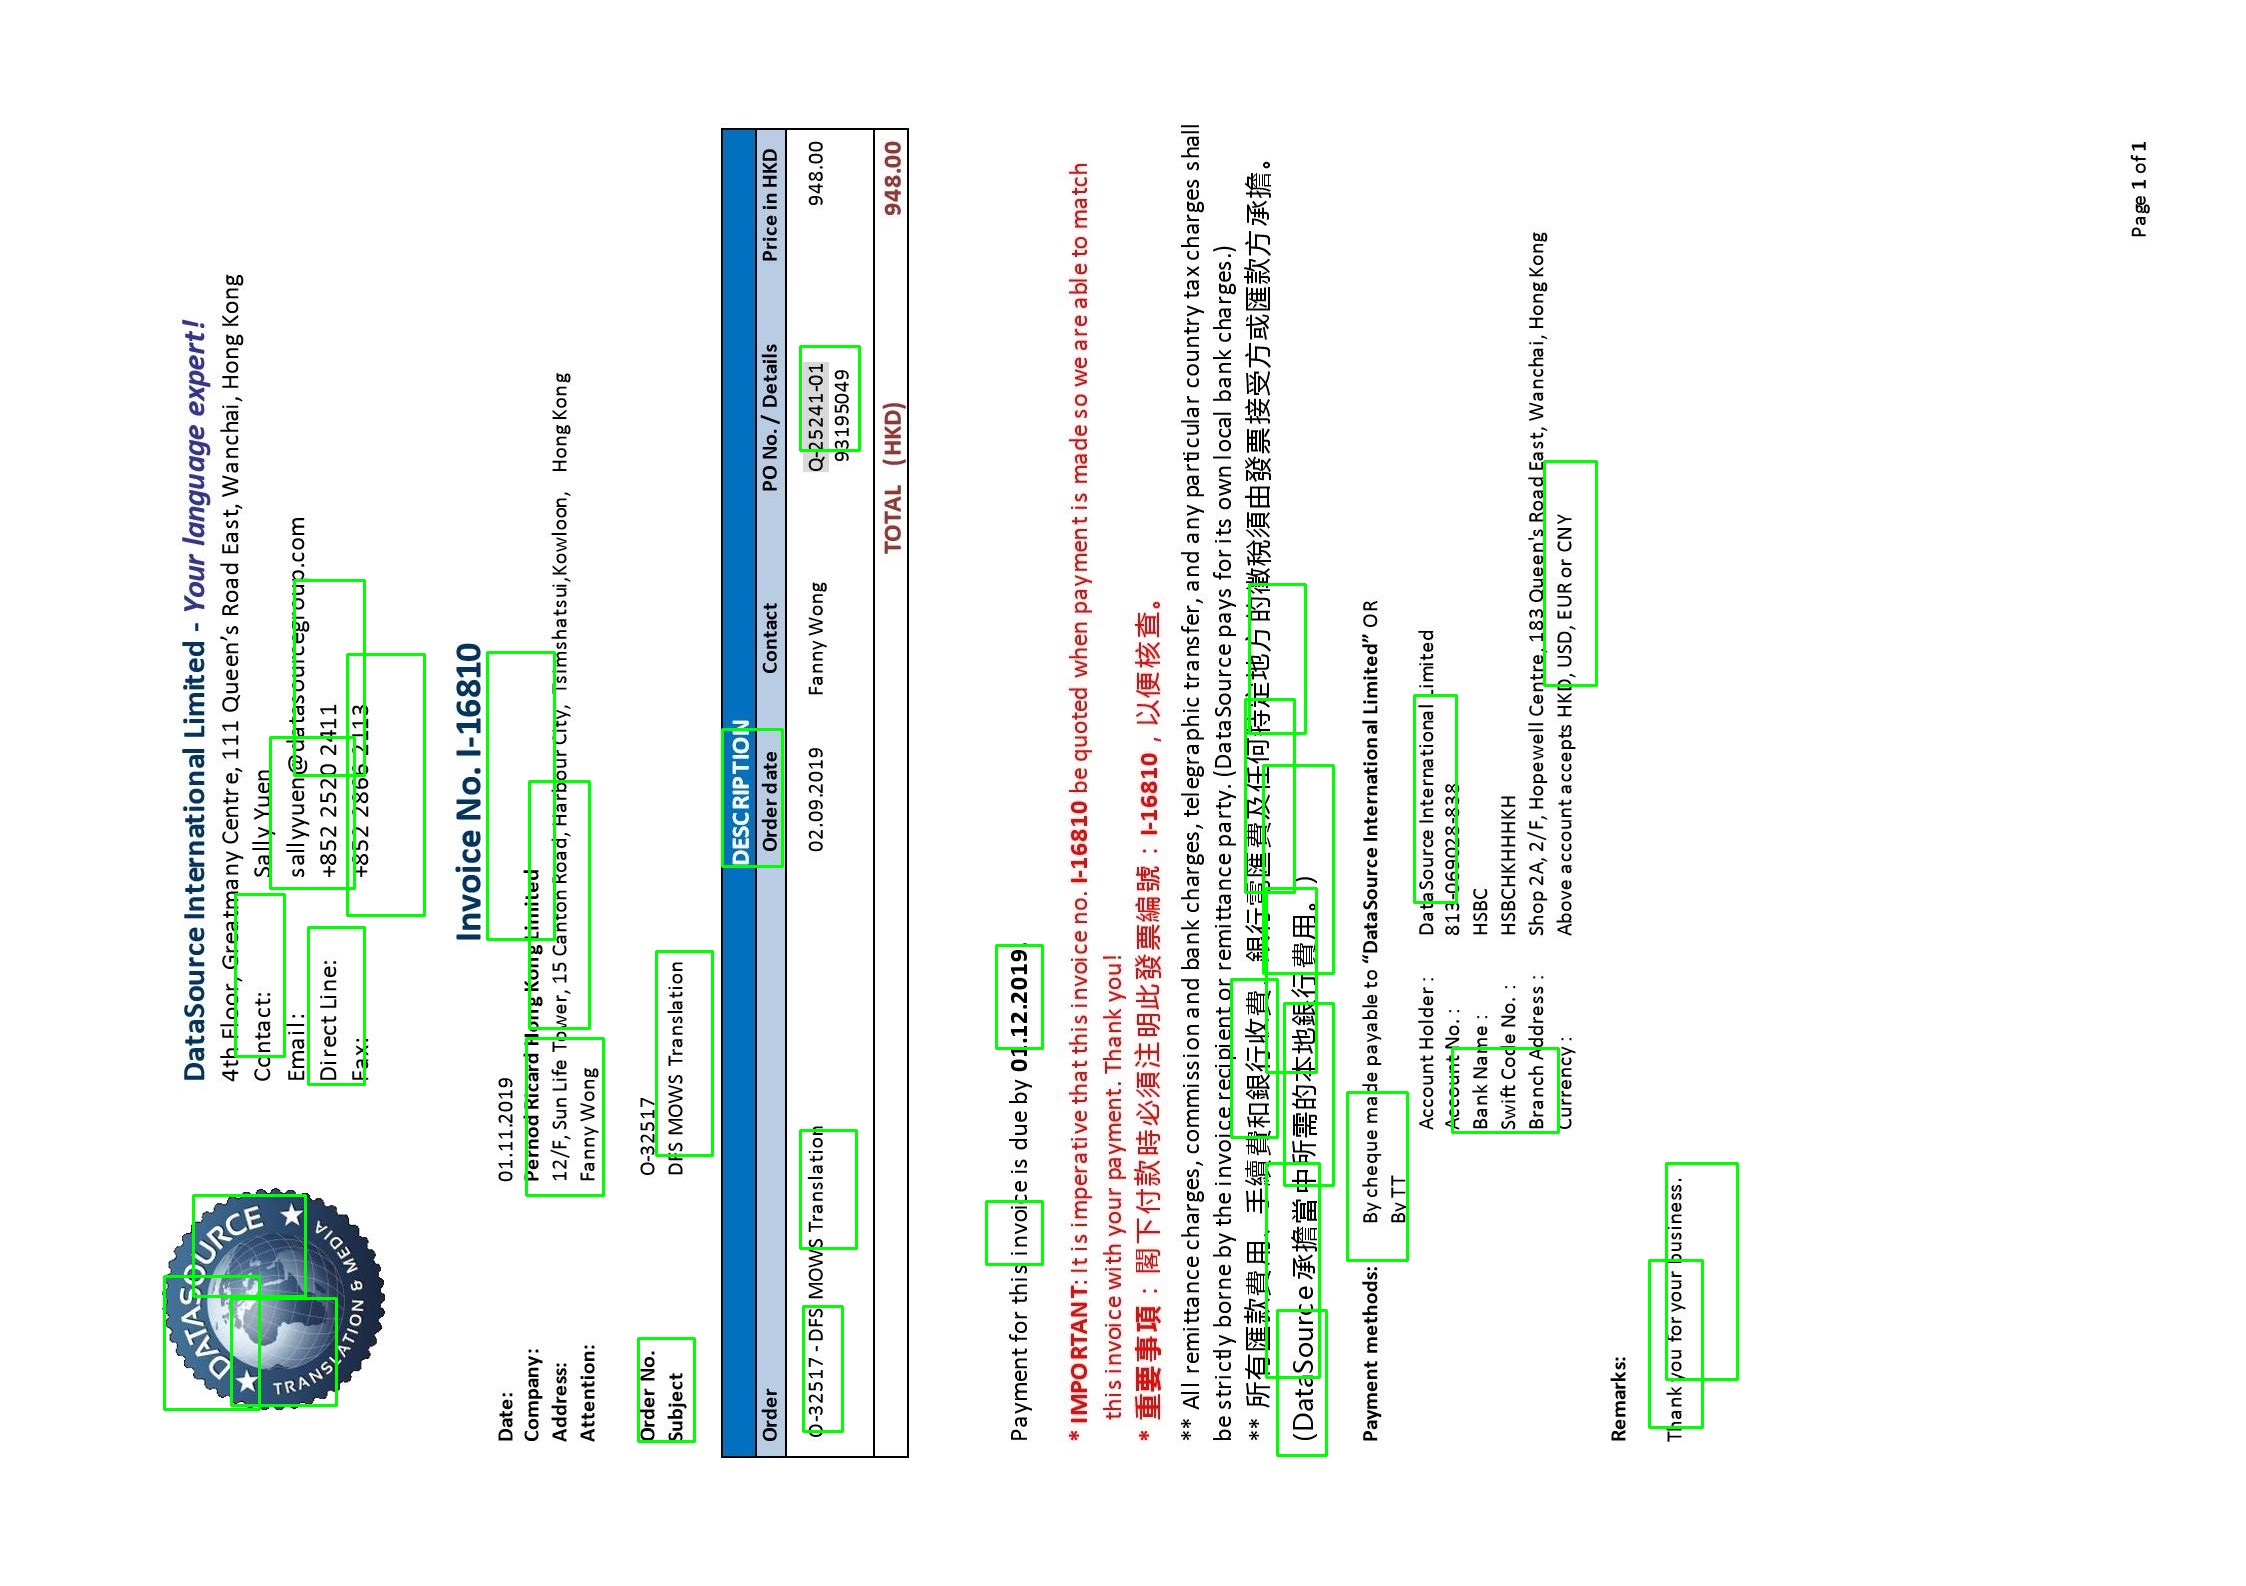 DATASOURCE
TRANSLATION & MEDIA
DataSource International Limited - Your language expert!
4th Floor, Greatmany Centre, 111 Queen's Road East, Wanchai, Hong Kong
Contact: Sally Yuen
Email: sallyyuen@datasourcegroup.com
Direct Line: +852 2520 2411
Fax: +852 2866 2113
Invoice No. I-16810
Date: 01.11.2019
Company: Pernod Ricard Hong Kong Limited
Address: 12/F, Sun Life Tower, 15 Canton Road, Harbour City, Tsimshatsui,Kowloon, Hong Kong
Attention: Fanny Wong
Order No. O-32517
Subject DFS MOWS Translation
DESCRIPTION
Order Order date Contact PO No. / Details Price in HKD
O-32517 - DFS MOWS Translation 02.09.2019 Fanny Wong Q-25241-01 948.00
93195049
TOTAL (HKD) 948.00
Payment for this invoice is due by 01.12.2019.
* IMPORTANT: It is imperative that this invoice no. I-16810 be quoted when payment is made so we are able to match
this invoice with your payment. Thank you!
* 重要事項：閣下付款時必須注明此發票編號：I-16810，以便核查。
** All remittance charges, commission and bank charges, telegraphic transfer, and any particular country tax charges shall
be strictly borne by the invoice recipient or remittance party. (DataSource pays for its own local bank charges.)
** 所有匯款費用、手續費和銀行收費、銀行電匯費及任何特定地方的徵稅須由發票接受方或匯款方承擔。
(DataSource 承擔當中所需的本地銀行費用。)
Payment methods: By cheque made payable to “DataSource International Limited” OR
By TT
Account Holder : DataSource International Limited
Account No. : 813-069028-838
Bank Name : HSBC
Swift Code No. : HSBCHKHHHKH
Branch Address : Shop 2A, 2/F, Hopewell Centre, 183 Queen's Road East, Wanchai, Hong Kong
Currency : Above account accepts HKD, USD, EUR or CNY
Remarks:
Thank you for your business.
Page 1 of 1